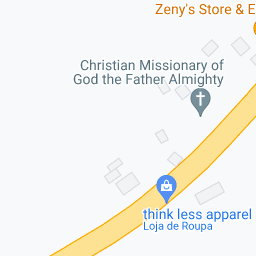 Zeny's Store & E
Christian Missionary of
God the Father Almighty
think less apparel
Loja de Roupa